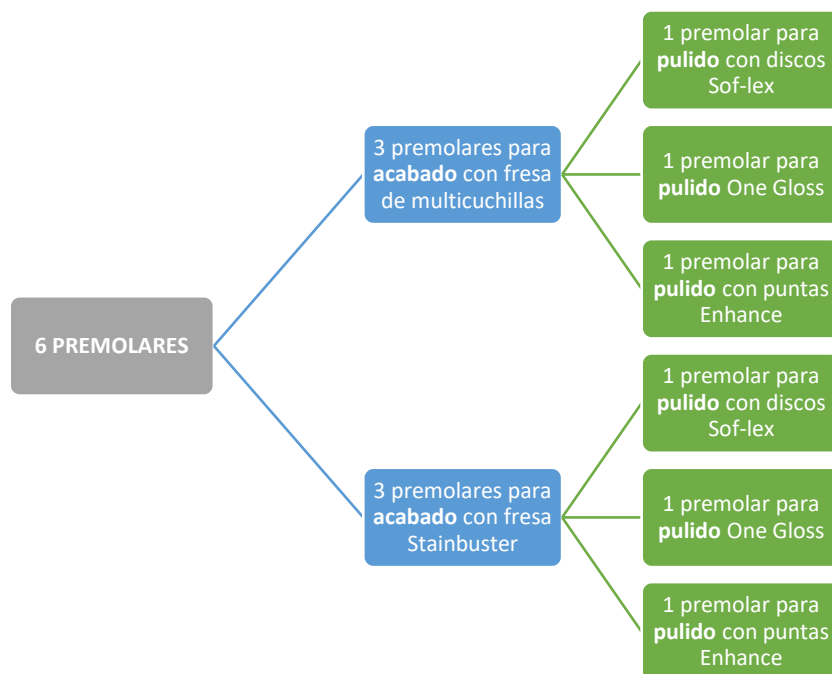 6 PREMOLARES
3 premolares para
acabado con fresa
de multicuchillas
1 premolar para
pulido con discos
Sof-lex
1 premolar para
pulido One Gloss
1 premolar para
pulido con puntas
Enhance
3 premolares para
acabado con fresa
Stainbuster
1 premolar para
pulido con discos
Sof-lex
1 premolar para
pulido One Gloss
1 premolar para
pulido con puntas
Enhance